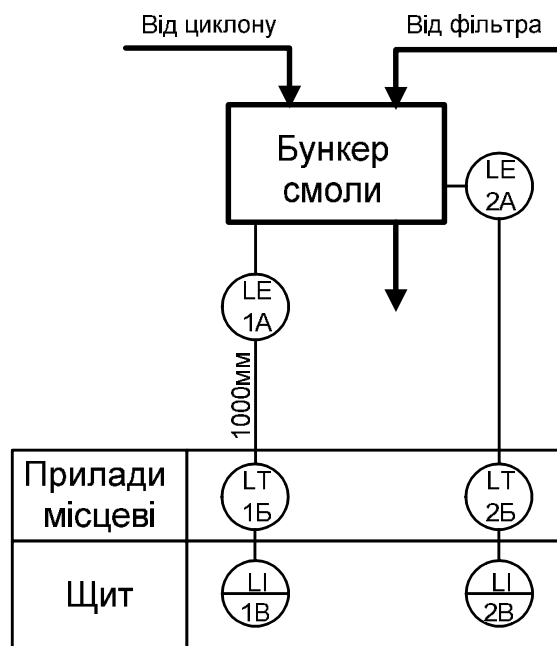 Від циклону
Від фільтра
Бункер
смоли
LE
2А
LE
1А
1000мм
Прилади
місцеві
LT
1Б
LT
2Б
Щит
LI
1В
LI
2В